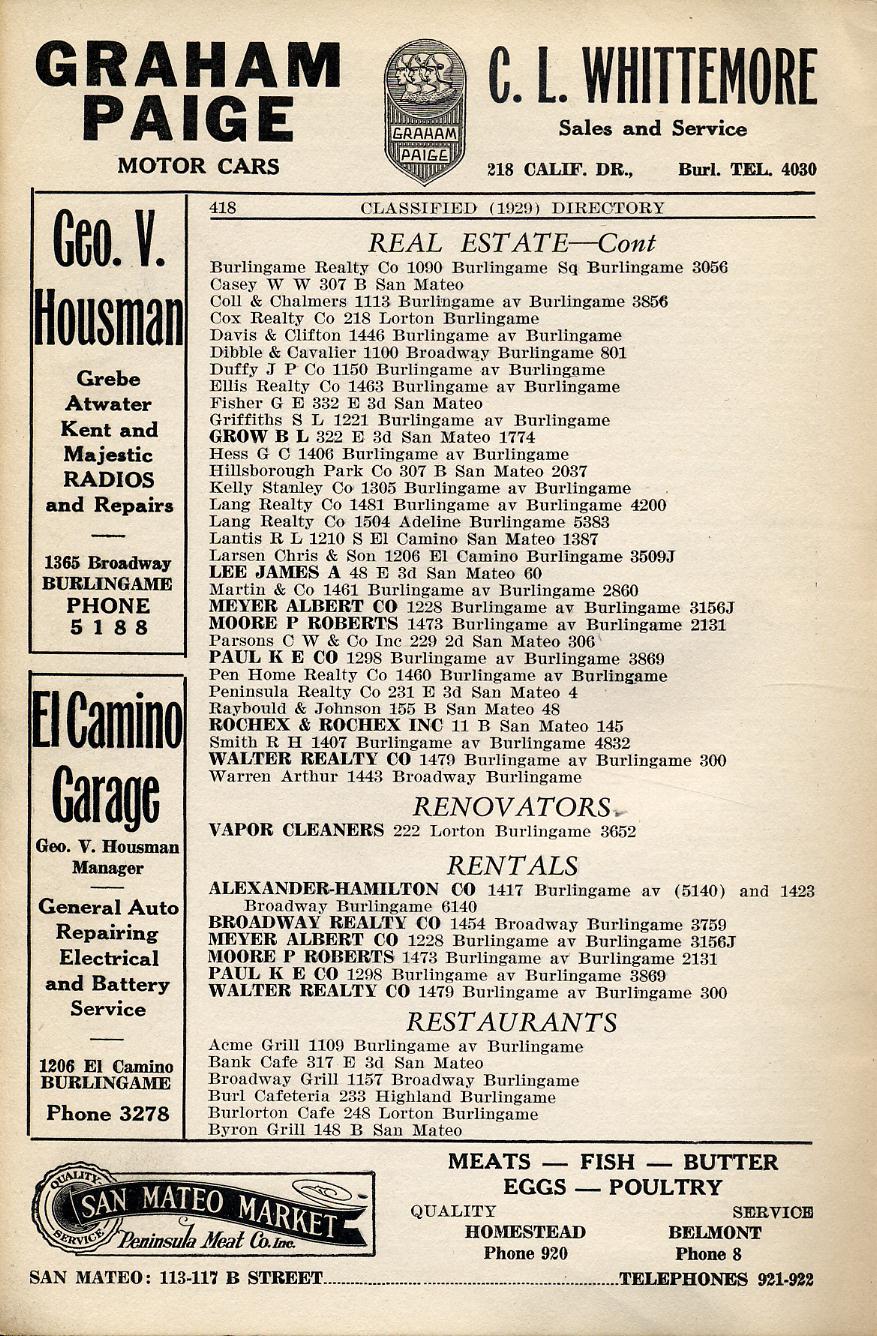 GRAHAM
PAIGE
MOTOR CARS
GRAHAM
PAIGE
C. L. WHITTEMORE
Sales and Service
218 CALIF. DR., Burl. TEL. 4030
Geo. V.
Housman
Grebe
Atwater
Kent and
Majestic
RADIOS
and Repairs
1365 Broadway
BURLINGAME
PHONE
5 1 8 8
El Camino
Garage
Geo. V. Housman
Manager
General Auto
Repairing
Electrical
and Battery
Service
1206 El Camino
BURLINGAME
Phone 3278
418 CLASSIFIED (1929) DIRECTORY
REAL ESTATE—Cont
Burlingame Realty Co 1090 Burlingame Sq Burlingame 3056
Casey W W 307 B San Mateo
Coll & Chalmers 1113 Burlingame av Burlingame 3856
Cox Realty Co 218 Lorton Burlingame
Davis & Clifton 1446 Burlingame av Burlingame
Dibble & Cavalier 1100 Broadway Burlingame 801
Duffy J P Co 1150 Burlingame av Burlingame
Ellis Realty Co 1463 Burlingame av Burlingame
Fisher G E 332 E 3d San Mateo
Griffiths S L 1221 Burlingame av Burlingame
GROW B L 322 E 3d San Mateo 1774
Hess G C 1406 Burlingame av Burlingame
Hillsborough Park Co 307 B San Mateo 2037
Kelly Stanley Co 1305 Burlingame av Burlingame
Lang Realty Co 1481 Burlingame av Burlingame 4200
Lang Realty Co 1504 Adeline Burlingame 5383
Lantis R L 1210 S El Camino San Mateo 1387
Larsen Chris & Son 1206 El Camino Burlingame 3509J
LEE JAMES A 48 E 3d San Mateo 60
Martin & Co 1461 Burlingame av Burlingame 2860
MEYER ALBERT CO 1228 Burlingame av Burlingame 3156J
MOORE P ROBERTS 1473 Burlingame av Burlingame 2131
Parsons C W & Co Inc 229 2d San Mateo 306
PAUL K E CO 1298 Burlingame av Burlingame 3869
Pen Home Realty Co 1460 Burlingame av Burlingame
Peninsula Realty Co 231 E 3d San Mateo 4
Raybould & Johnson 155 B San Mateo 48
ROCHEX & ROCHEX INC 11 B San Mateo 145
Smith R H 1407 Burlingame av Burlingame 4832
WALTER REALTY CO 1479 Burlingame av Burlingame 300
Warren Arthur 1443 Broadway Burlingame
RENOVATORS
VAPOR CLEANERS 222 Lorton Burlingame 3652
RENTALS
ALEXANDER-HAMILTON CO 1417 Burlingame av (5140) and 1423
Broadway Burlingame 6140
BROADWAY REALTY CO 1454 Broadway Burlingame 3759
MEYER ALBERT CO 1228 Burlingame av Burlingame 3156J
MOORE P ROBERTS 1473 Burlingame av Burlingame 2131
PAUL K E CO 1298 Burlingame av Burlingame 3869
WALTER REALTY CO 1479 Burlingame av Burlingame 300
RESTAURANTS
Acme Grill 1109 Burlingame av Burlingame
Bank Cafe 317 E 3d San Mateo
Broadway Grill 1157 Broadway Burlingame
Burl Cafeteria 233 Highland Burlingame
Burlorton Cafe 248 Lorton Burlingame
Byron Grill 148 B San Mateo
QUALITY
SERVICE
SAN MATEO MARKET
Peninsula Meat Co. Inc.
MEATS — FISH — BUTTER
EGGS — POULTRY
QUALITY SERVICE
HOMESTEAD BELMONT
Phone 920 Phone 8
SAN MATEO: 113-117 B STREET........TELEPHONES 921-922